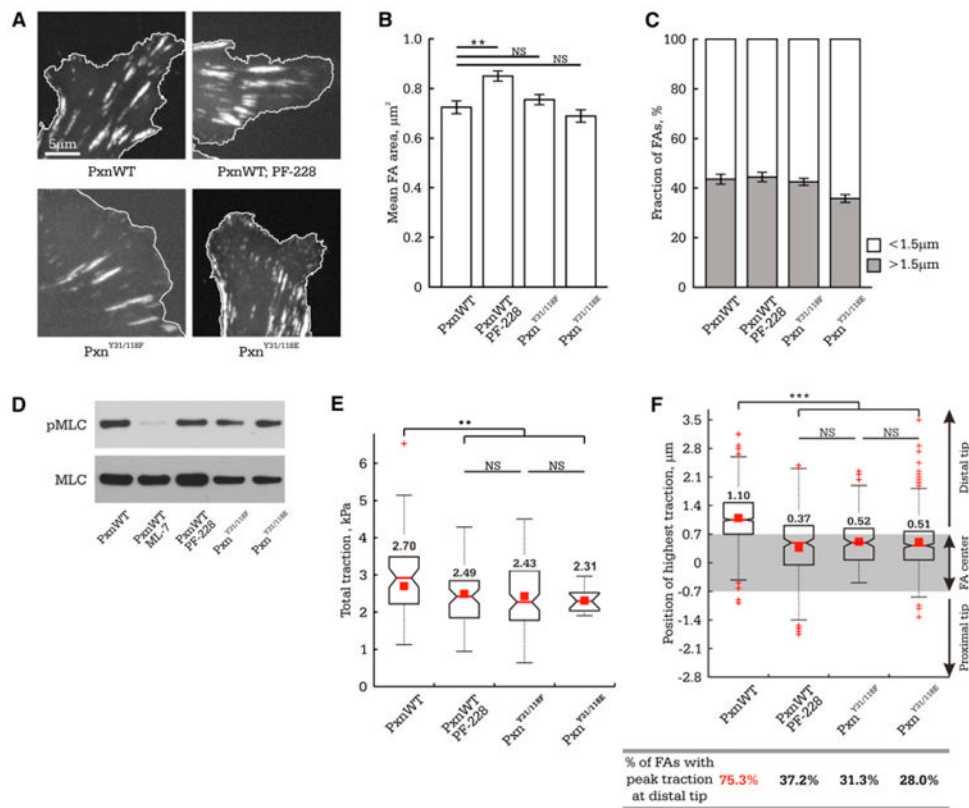 A
5μm
PxnWT
PxnWT; PF-228
Pxn Y31/118F
Pxn Y31/118E
B
Mean FA area, μm²
1.0
0.8
0.6
0.4
0.2
0
**
NS
NS
PxnWT
PxnWT PF-228
Pxn Y31/118F
Pxn Y31/118E
C
Fraction of FAs, %
100
80
60
40
20
0
<1.5μm
>1.5μm
PxnWT
PxnWT PF-228
Pxn Y31/118F
Pxn Y31/118E
D
pMLC
MLC
PxnWT
PxnWT ML-7
PxnWT PF-228
Pxn Y31/118F
Pxn Y31/118E
E
Total traction , kPa
6
5
4
3
2
1
0
**
NS
NS
2.70
2.49
2.43
2.31
PxnWT
PxnWT PF-228
Pxn Y31/118F
Pxn Y31/118E
F
Position of highest traction, μm
3.5
2.8
2.1
1.4
0.7
0
-0.7
-1.4
-2.1
-2.8
***
NS
NS
1.10
0.37
0.52
0.51
Distal tip
FA center
Proximal tip
PxnWT
PxnWT PF-228
Pxn Y31/118F
Pxn Y31/118E
% of FAs with
peak traction
at distal tip
75.3% 37.2% 31.3% 28.0%